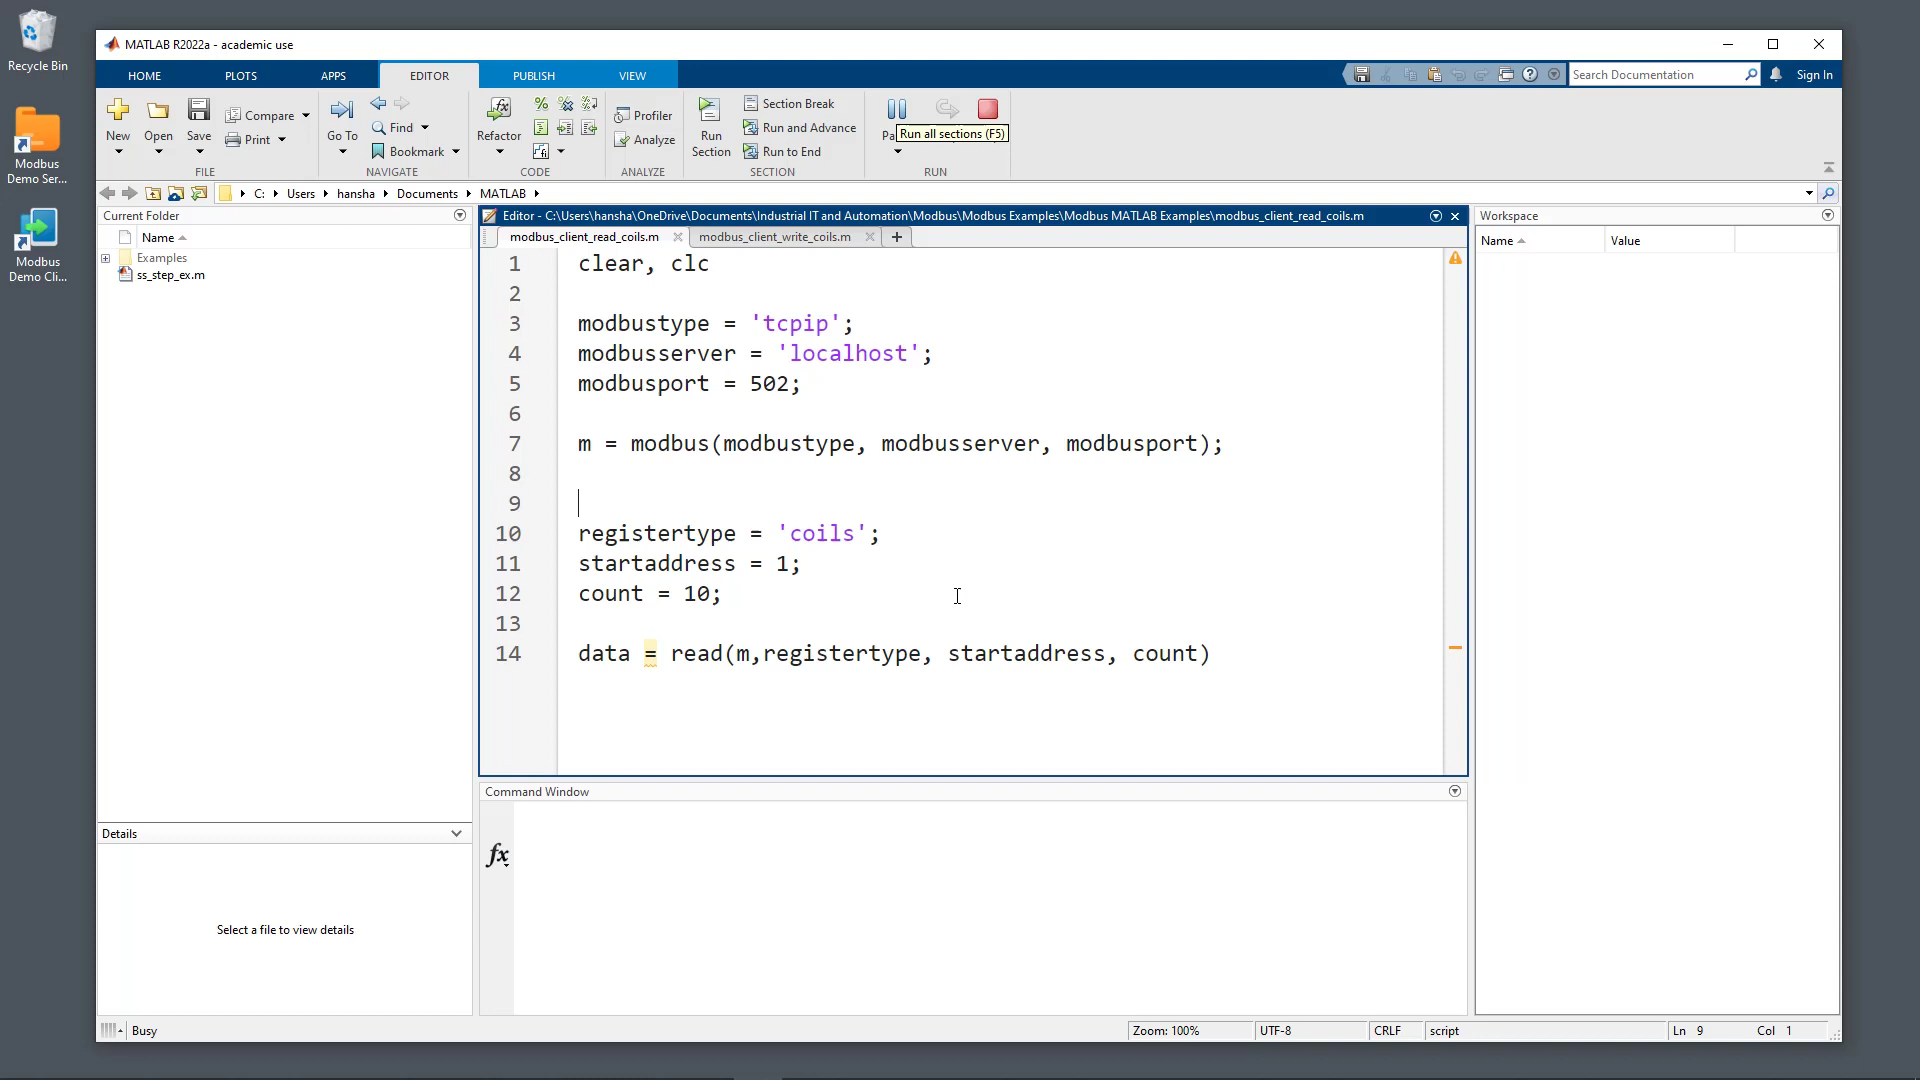 Recycle Bin
Modbus
Demo Ser...
Modbus
Demo Cli...
MATLAB R2022a - academic use
HOME
PLOTS
APPS
EDITOR
PUBLISH
VIEW
Search Documentation
Sign In
New
Open
Save
Compare
Print
FILE
Go To
Find
Bookmark
NAVIGATE
Refactor
CODE
Profiler
Analyze
ANALYZE
Run
Section
Section Break
Run and Advance
Run to End
SECTION
Pa
Run all sections (F5)
RUN
C:
Users
hansha
Documents
MATLAB
Current Folder
Name
Examples
ss_step_ex.m
Details
Select a file to view details
Editor - C:\Users\hansha\OneDrive\Documents\Industrial IT and Automation\Modbus\Modbus Examples\Modbus MATLAB Examples\modbus_client_read_coils.m
modbus_client_read_coils.m
modbus_client_write_coils.m
1 clear, clc
2
3 modbustype = 'tcpip';
4 modbusserver = 'localhost';
5 modbusport = 502;
6
7 m = modbus(modbustype, modbusserver, modbusport);
8
9
10 registertype = 'coils';
11 startaddress = 1;
12 count = 10;
13
14 data = read(m,registertype, startaddress, count)
Command Window
fx
Workspace
Name
Value
Busy
Zoom: 100%
UTF-8
CRLF
script
Ln 9
Col 1